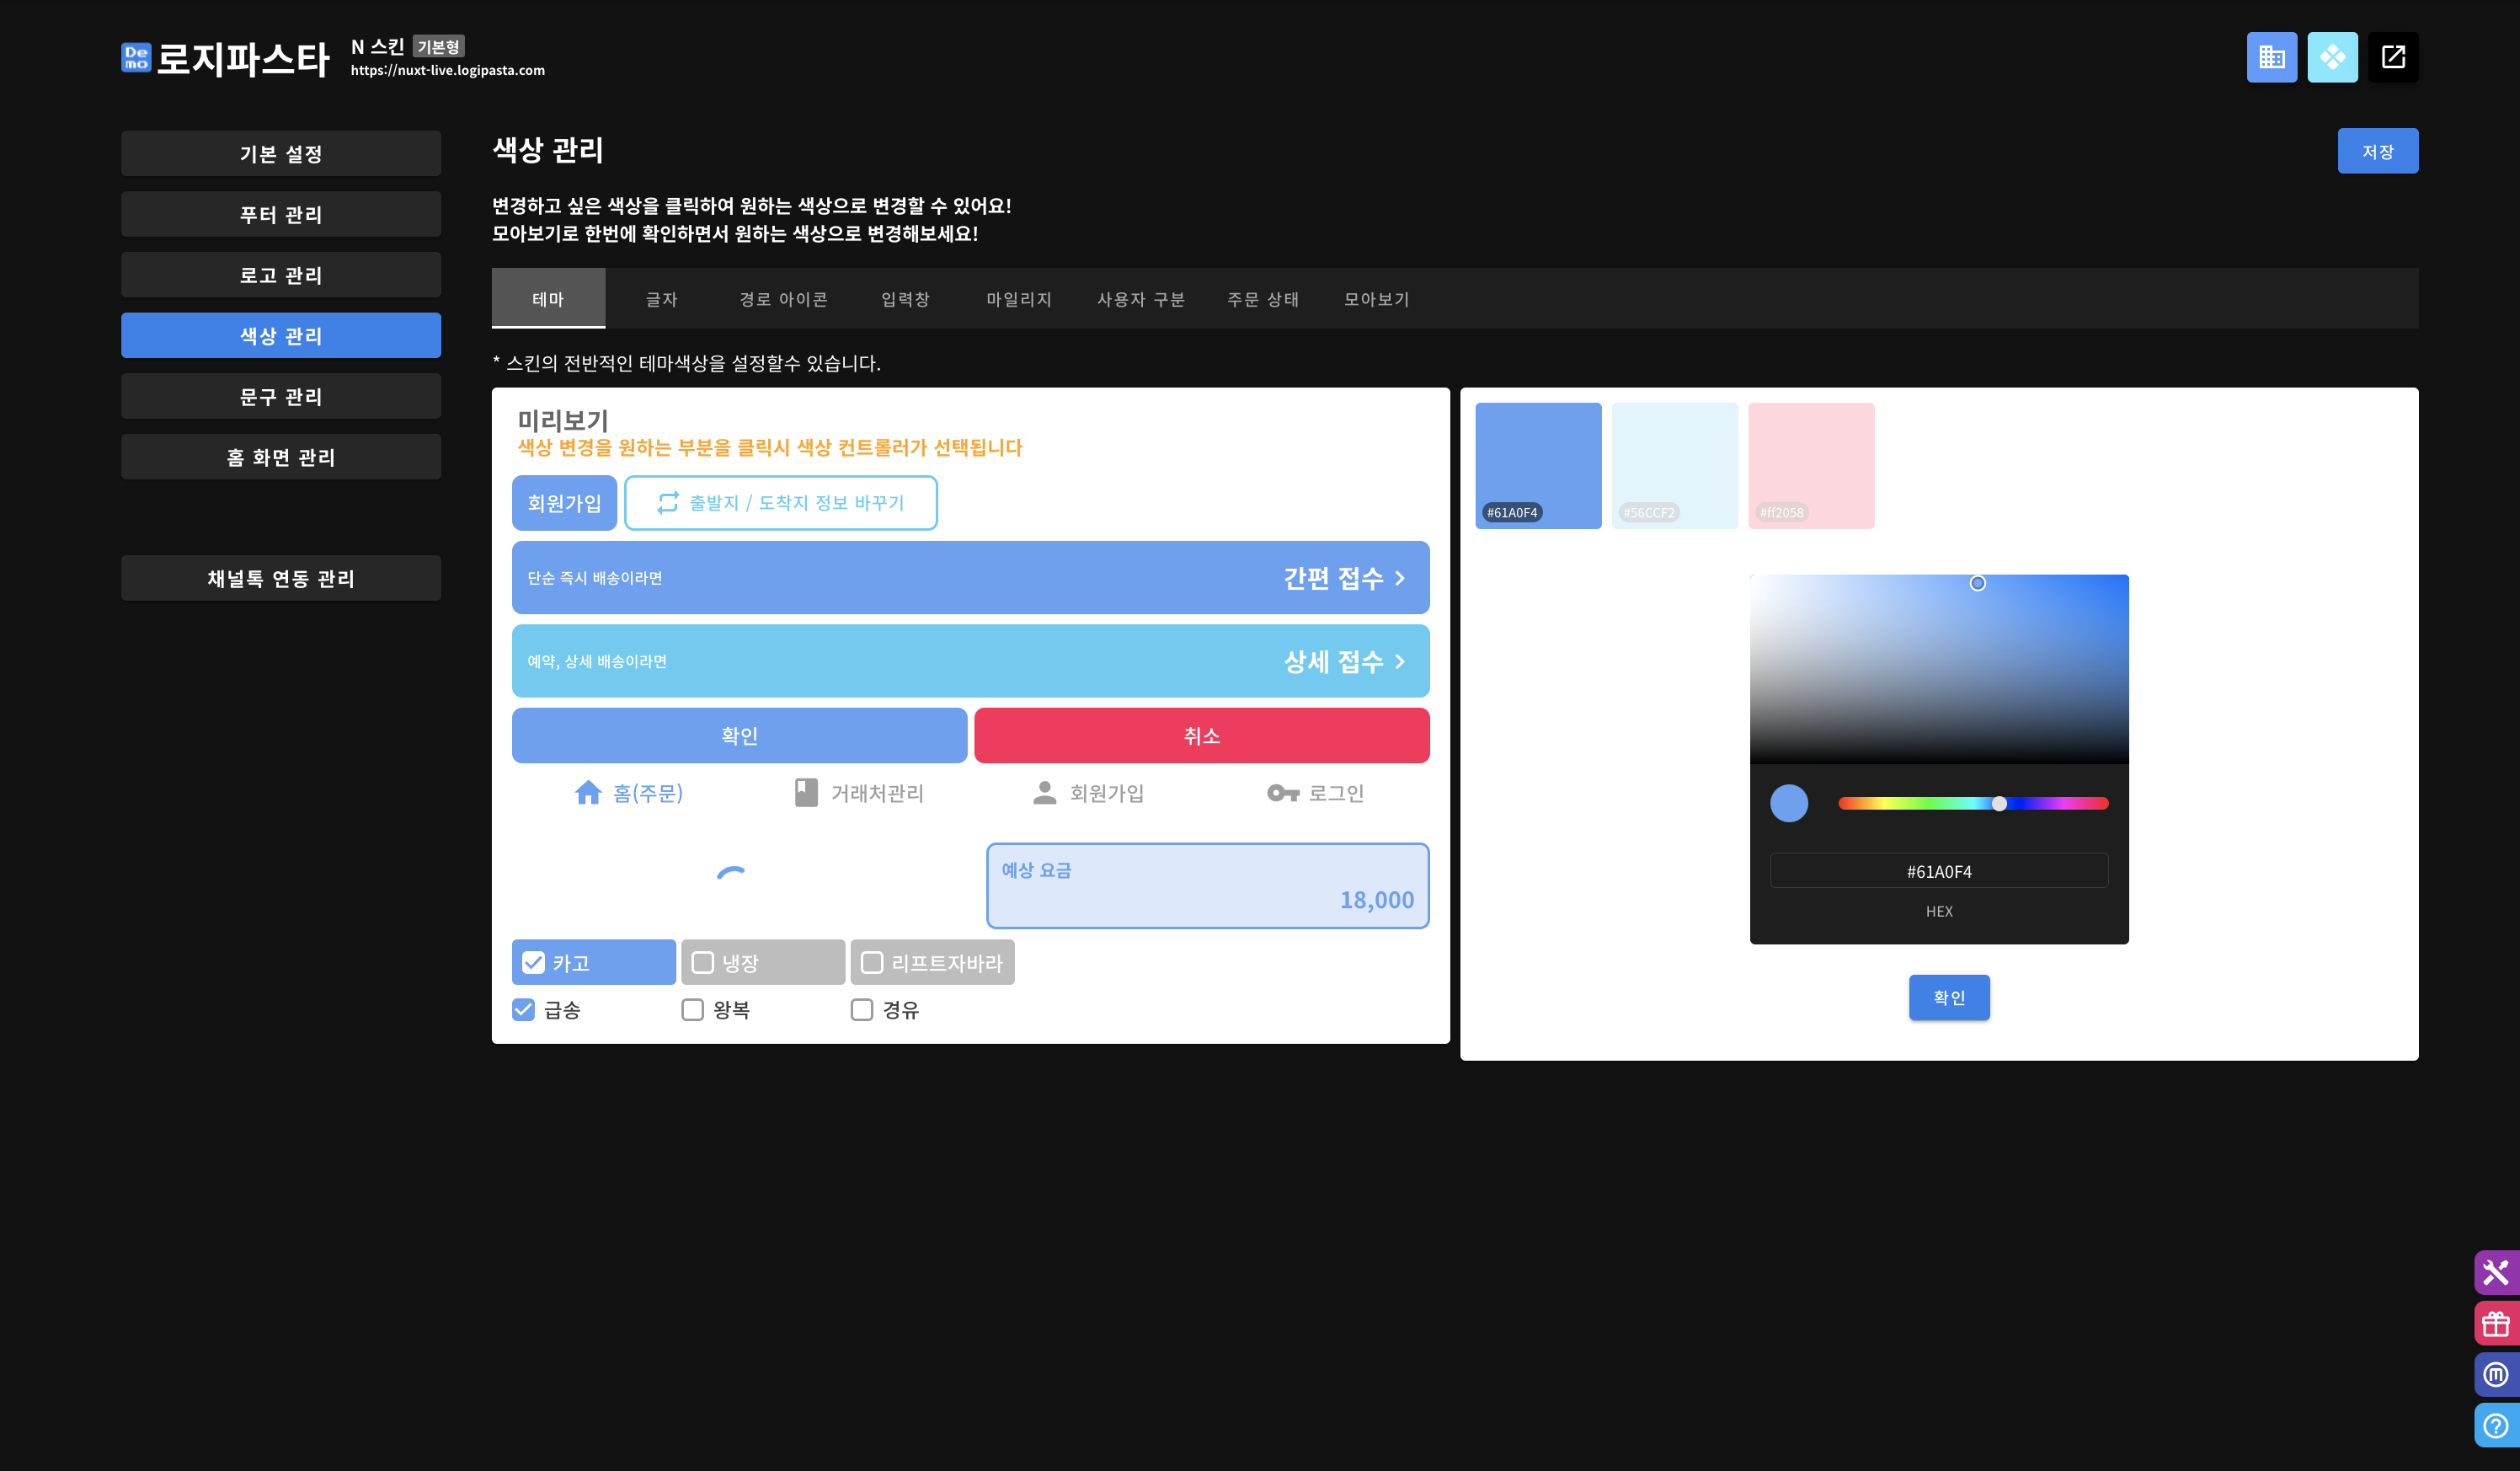 De
mo
로지파스타
N 스킨 기본형
https://nuxt-live.logipasta.com
기본 설정
푸터 관리
로고 관리
색상 관리
문구 관리
홈 화면 관리
채널톡 연동 관리
색상 관리
저장
변경하고 싶은 색상을 클릭하여 원하는 색상으로 변경할 수 있어요!
모아보기로 한번에 확인하면서 원하는 색상으로 변경해보세요!
테마 글자 경로 아이콘 입력창 마일리지 사용자 구분 주문 상태 모아보기
* 스킨의 전반적인 테마색상을 설정할수 있습니다.
미리보기
색상 변경을 원하는 부분을 클릭시 색상 컨트롤러가 선택됩니다
회원가입 출발지 / 도착지 정보 바꾸기
단순 즉시 배송이라면 간편 접수
예약, 상세 배송이라면 상세 접수
확인 취소
홈(주문) 거래처관리 회원가입 로그인
예상 요금
18,000
카고 냉장 리프트자바라
급송 왕복 경유
#61A0F4 #56CCF2 #ff2058
#61A0F4
HEX
확인